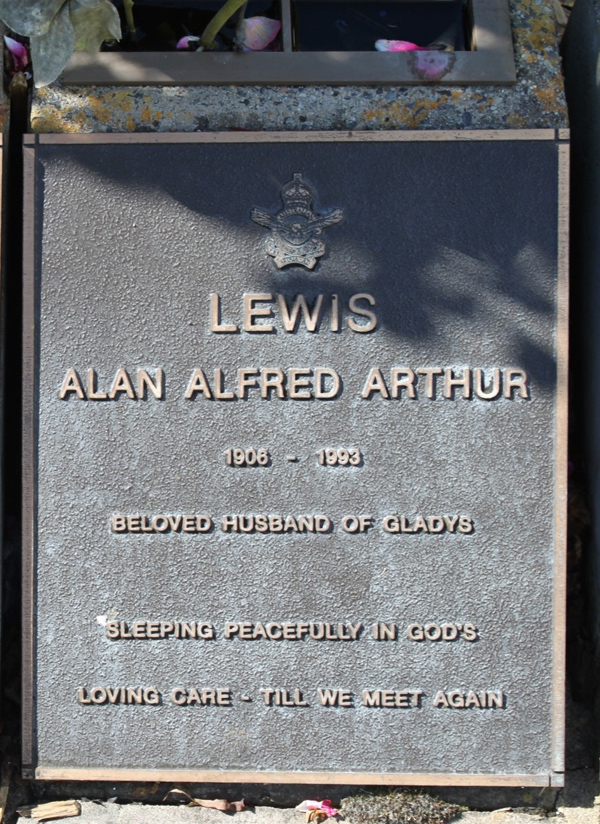 LEWIS
ALAN ALFRED ARTHUR
1906 - 1993
BELOVED HUSBAND OF GLADYS
SLEEPING PEACEFULLY IN GOD'S
LOVING CARE - TILL WE MEET AGAIN